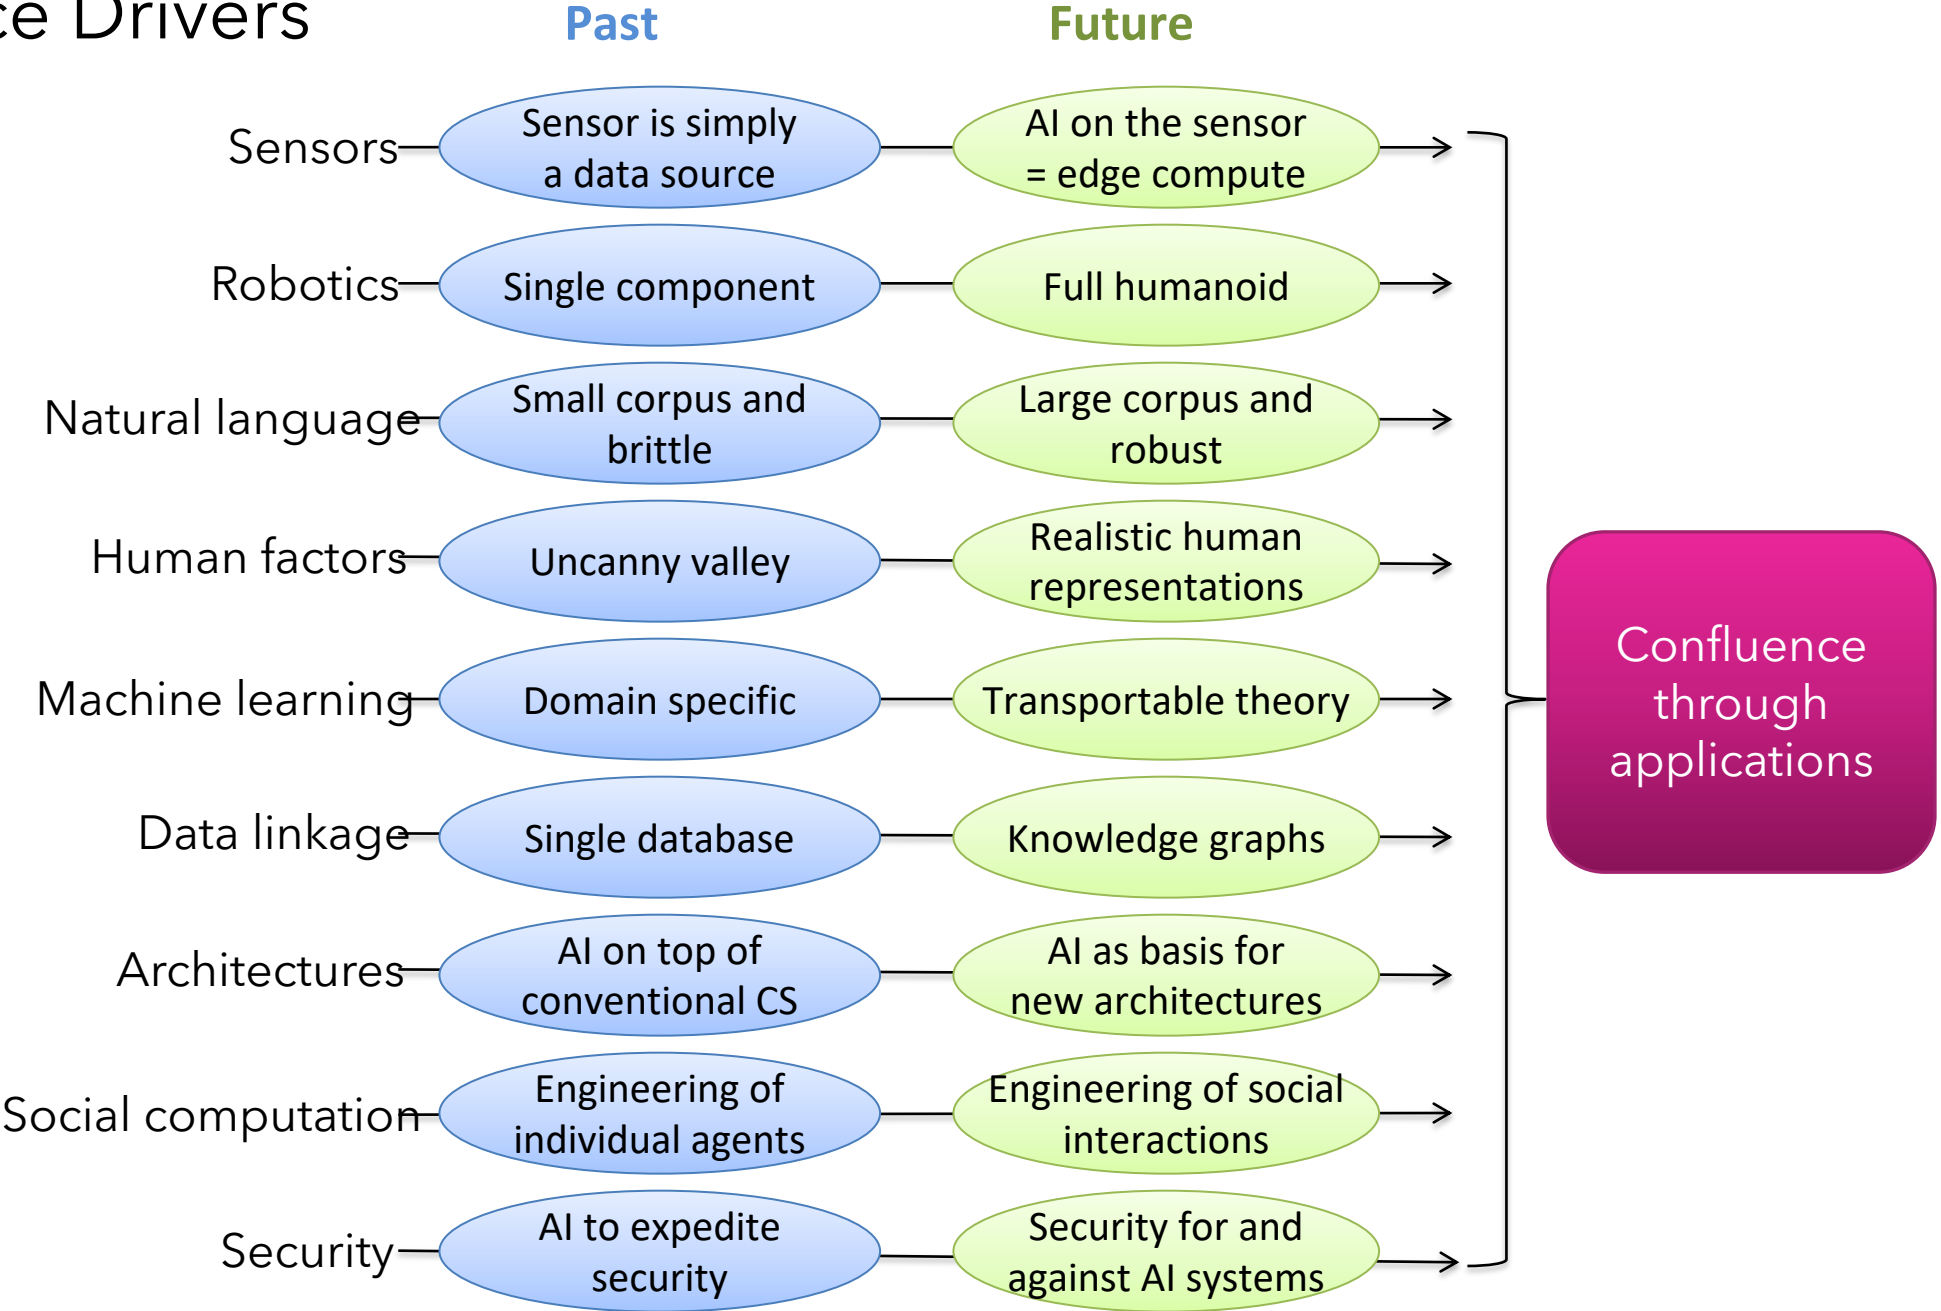 ce Drivers
Past
Future
Sensors
Sensor is simply
a data source
AI on the sensor
= edge compute
Robotics
Single component
Full humanoid
Natural language
Small corpus and
brittle
Large corpus and
robust
Human factors
Uncanny valley
Realistic human
representations
Machine learning
Domain specific
Transportable theory
Data linkage
Single database
Knowledge graphs
Architectures
AI on top of
conventional CS
AI as basis for
new architectures
Social computation
Engineering of
individual agents
Engineering of social
interactions
Security
AI to expedite
security
Security for and
against AI systems
Confluence
through
applications